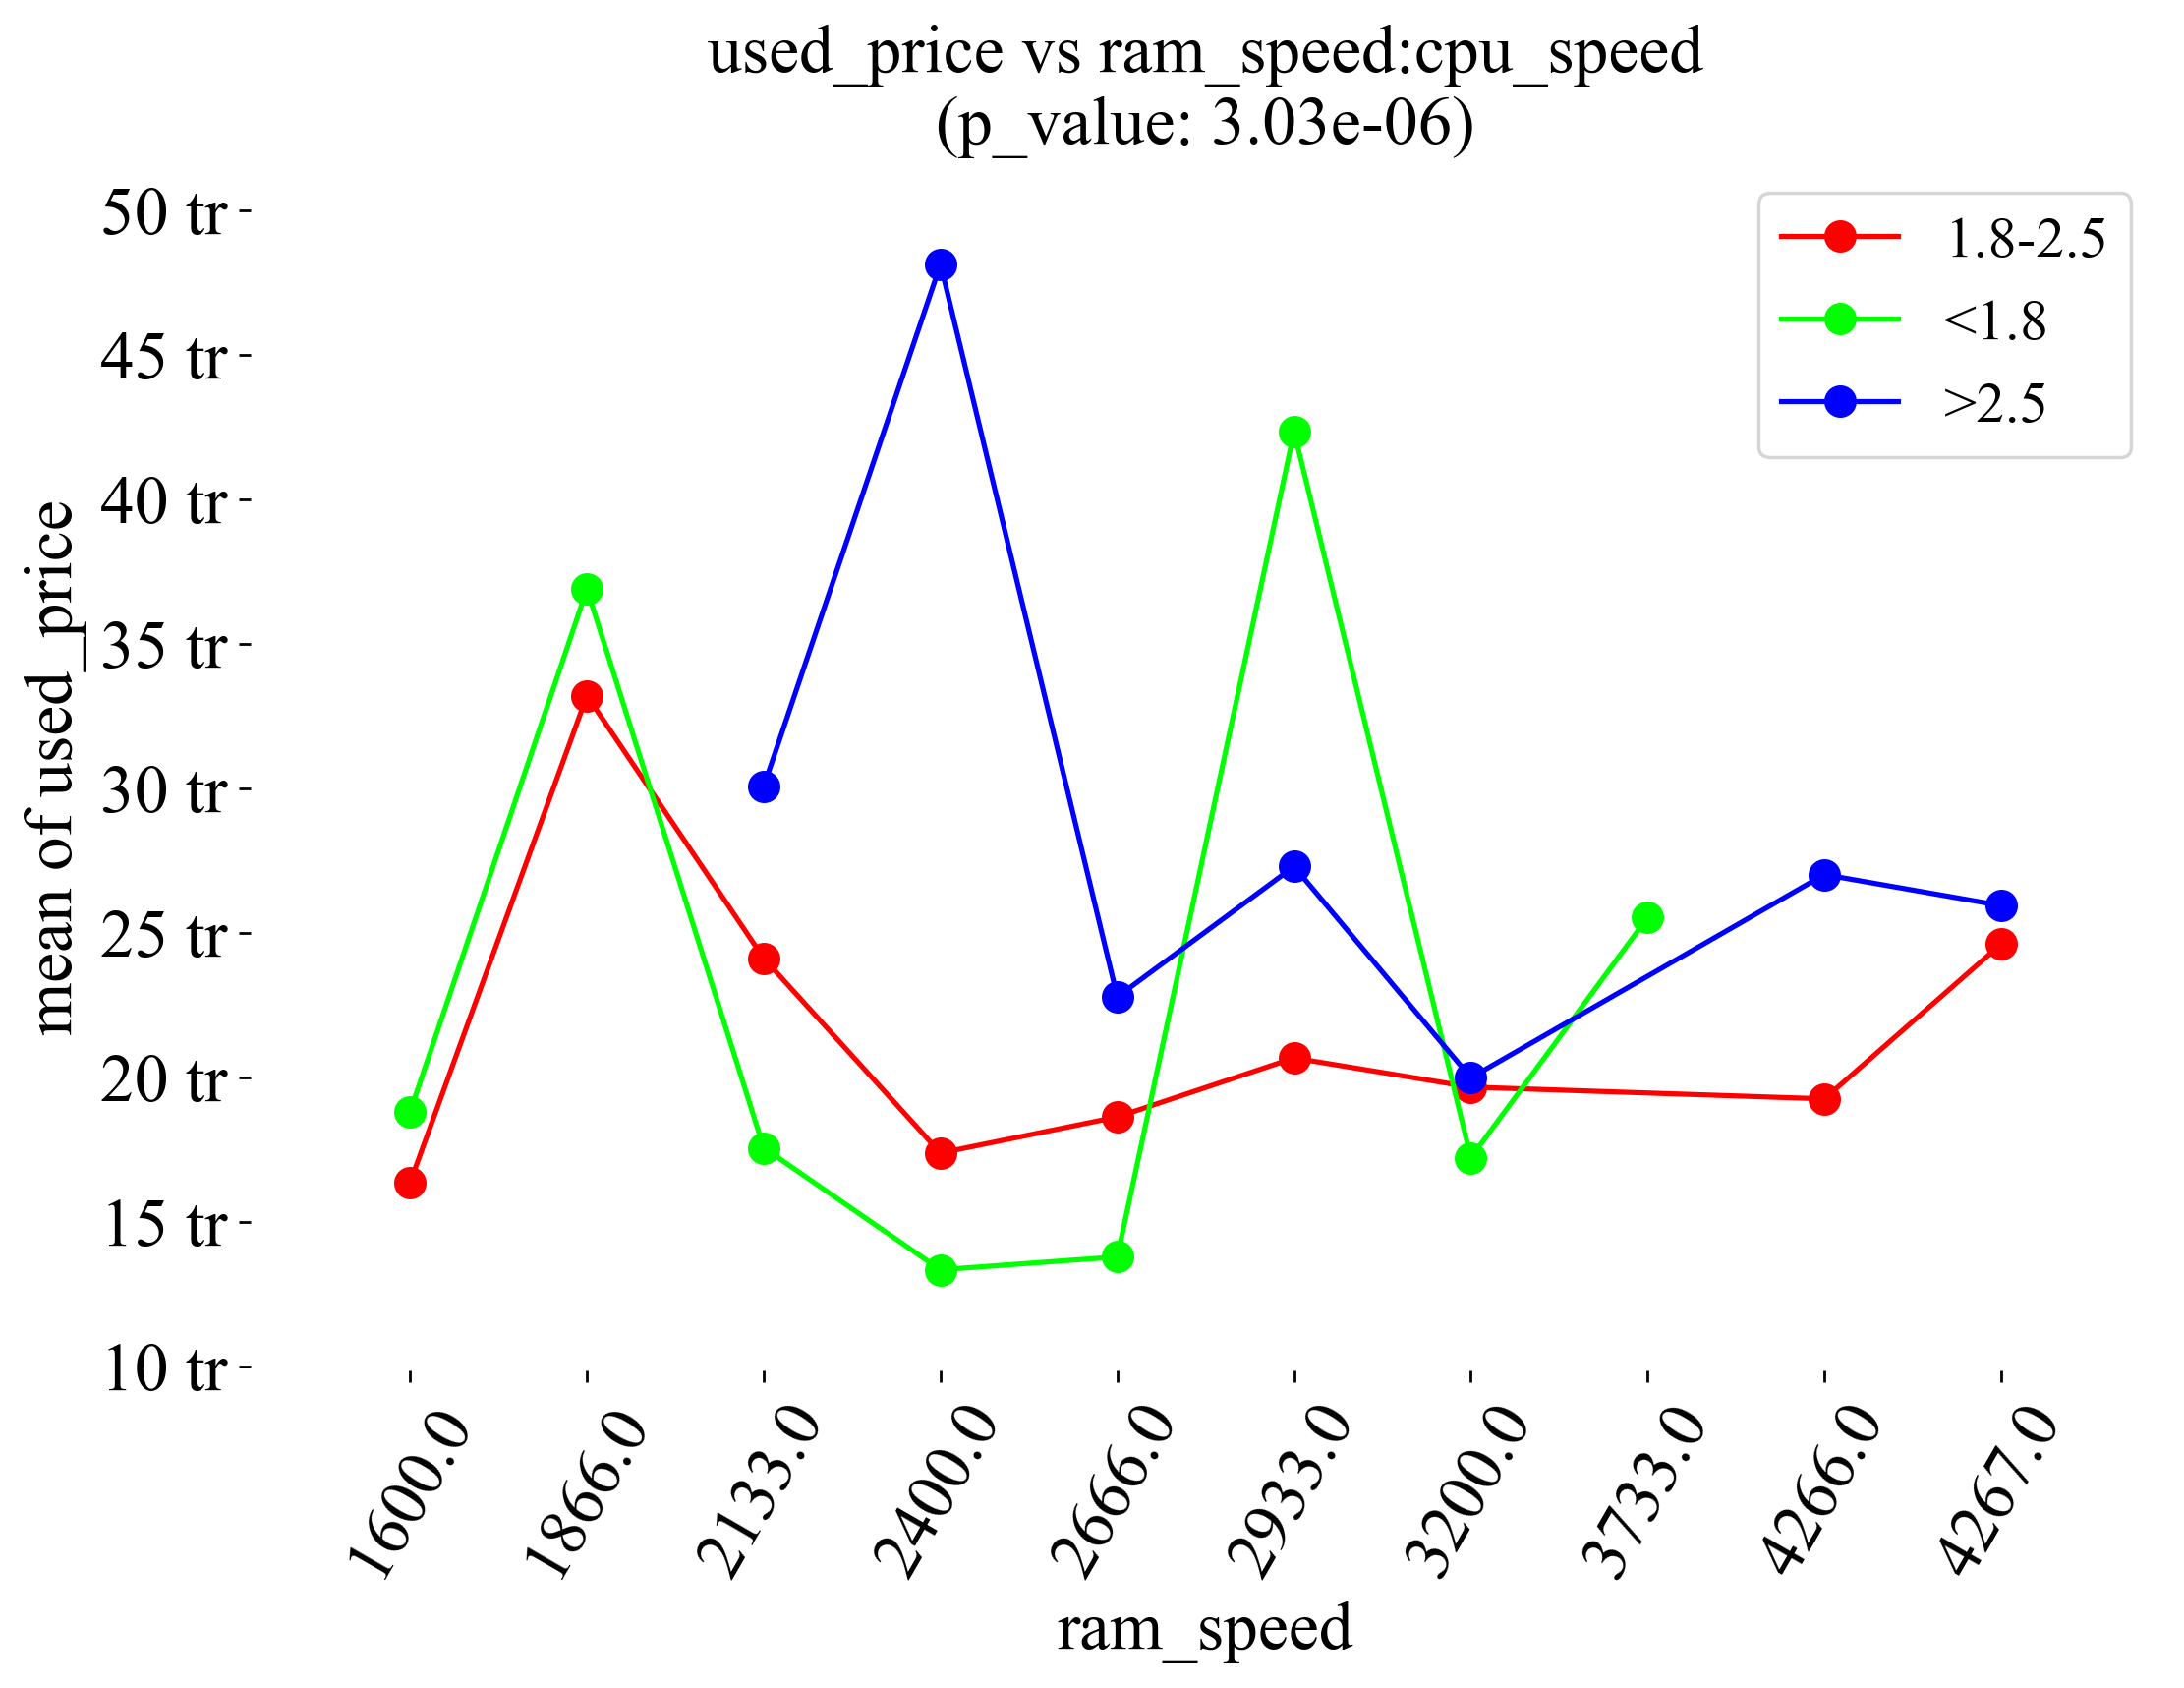 used_price vs ram_speed:cpu_speed
(p_value: 3.03e-06)
50 tr
45 tr
40 tr
35 tr
30 tr
25 tr
20 tr
15 tr
10 tr
mean of used_price
1.8-2.5
<1.8
>2.5
1600.0
1866.0
2133.0
2400.0
2666.0
2933.0
3200.0
3733.0
4266.0
4267.0
ram_speed